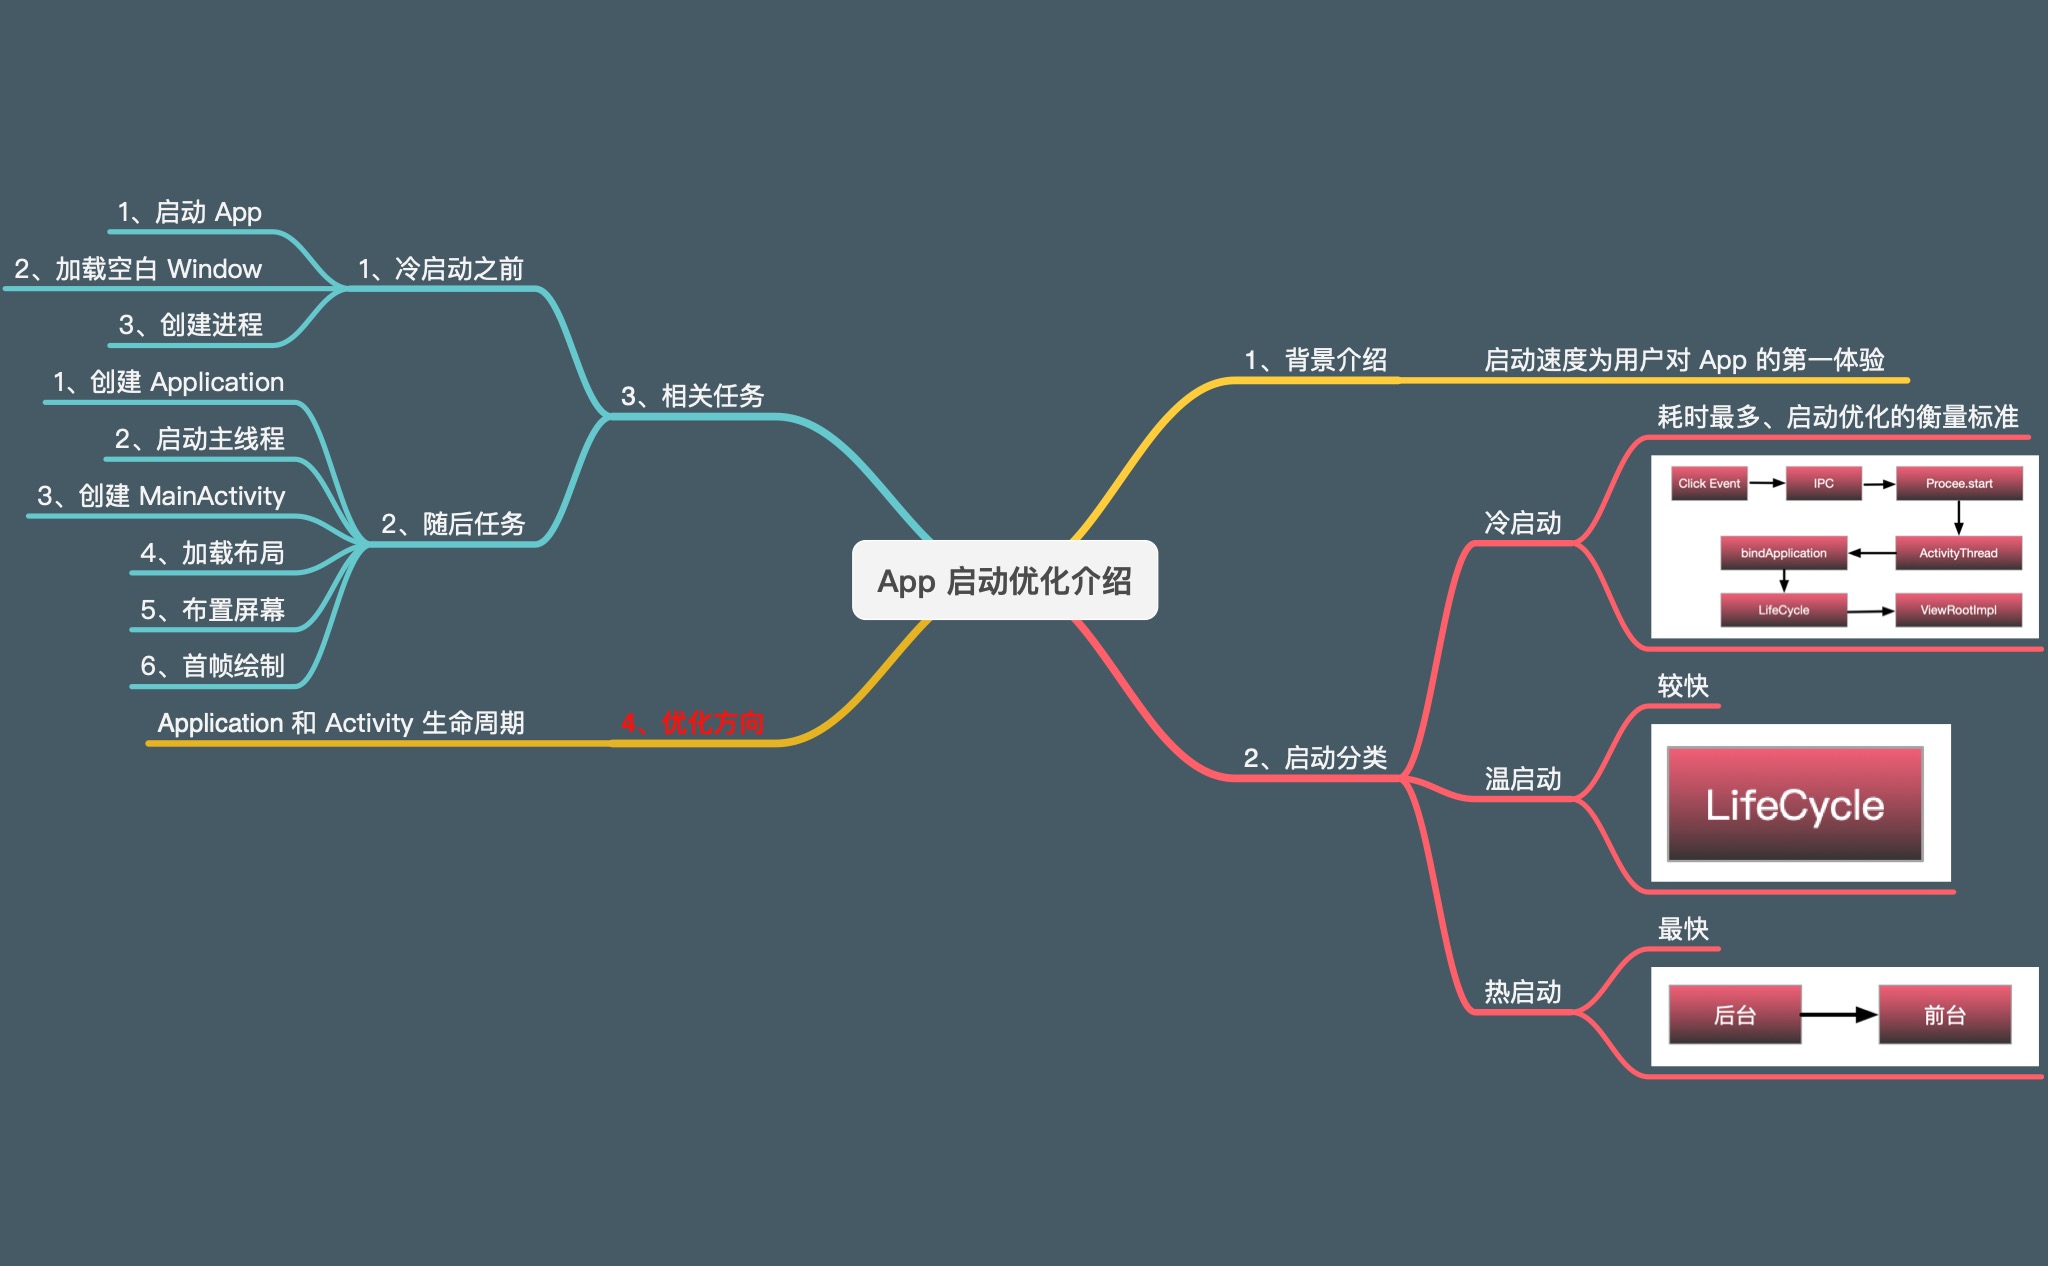 App 启动优化介绍
1、背景介绍
启动速度为用户对 App 的第一体验
2、启动分类
冷启动
耗时最多、启动优化的衡量标准
Click Event
IPC
Procee.start
ActivityThread
bindApplication
LifeCycle
ViewRootImpl
温启动
较快
LifeCycle
热启动
最快
后台
前台
3、相关任务
1、冷启动之前
1、启动 App
2、加载空白 Window
3、创建进程
2、随后任务
1、创建 Application
2、启动主线程
3、创建 MainActivity
4、加载布局
5、布置屏幕
6、首帧绘制
4、优化方向
Application 和 Activity 生命周期